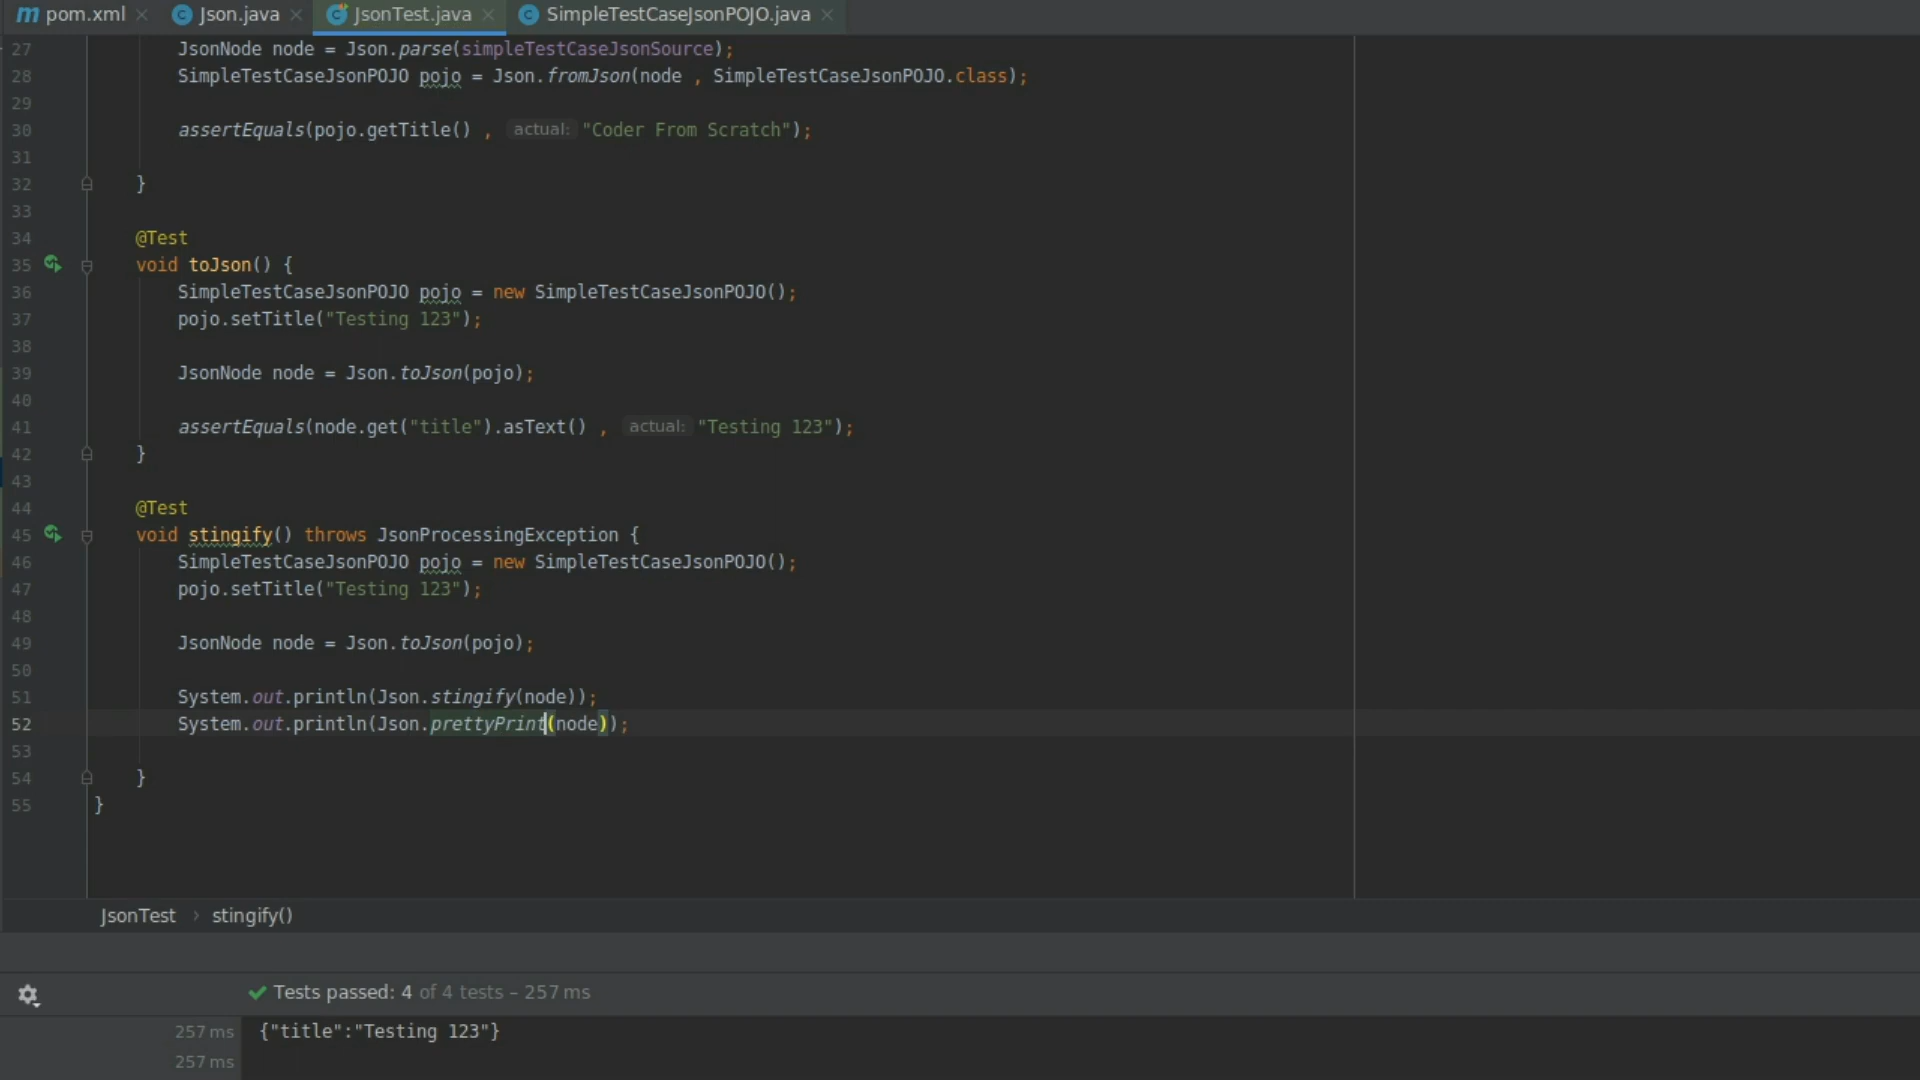 pom.xml Json.java JsonTest.java SimpleTestCaseJsonPOJO.java
27 JsonNode node = Json.parse(simpleTestCaseJsonSource);
28 SimpleTestCaseJsonPOJO pojo = Json.fromJson(node , SimpleTestCaseJsonPOJO.class);
29
30 assertEquals(pojo.getTitle() , actual: "Coder From Scratch");
31
32 }
33
34 @Test
35 void toJson() {
36 SimpleTestCaseJsonPOJO pojo = new SimpleTestCaseJsonPOJO();
37 pojo.setTitle("Testing 123");
38
39 JsonNode node = Json.toJson(pojo);
40
41 assertEquals(node.get("title").asText() , actual: "Testing 123");
42 }
43
44 @Test
45 void stingify() throws JsonProcessingException {
46 SimpleTestCaseJsonPOJO pojo = new SimpleTestCaseJsonPOJO();
47 pojo.setTitle("Testing 123");
48
49 JsonNode node = Json.toJson(pojo);
50
51 System.out.println(Json.stingify(node));
52 System.out.println(Json.prettyPrint(node));
53
54 }
55 }
JsonTest › stingify()
Tests passed: 4 of 4 tests – 257 ms
257 ms {"title":"Testing 123"}
257 ms